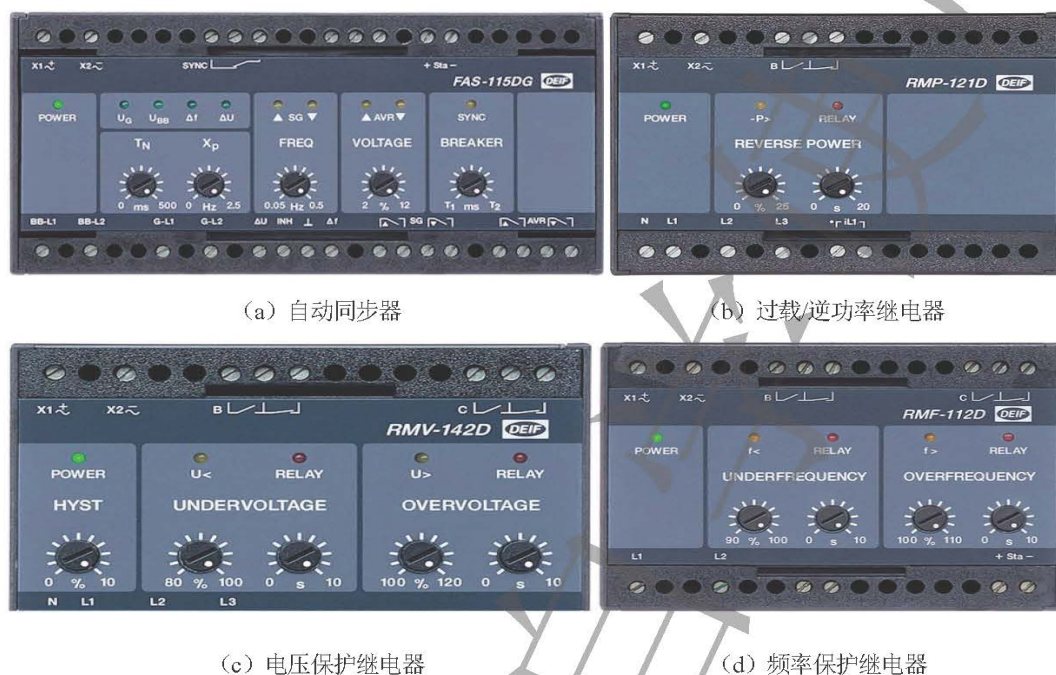 X1 X2 SYNC + Sta −
FAS-115DG DEIF
POWER U_G U_BB Δf ΔU ▲ SG ▼ ▲ AVR ▼ SYNC
T_N X_p FREQ VOLTAGE BREAKER
0 ms 500 0 Hz 2.5 0.05 Hz 0.5 2 % 12 T₁ ms T₂
BB-L1 BB-L2 G-L1 G-L2 ΔU INH ⊥ Δf SG AVR
X1 X2 B
RMP-121D DEIF
POWER -P> RELAY
REVERSE POWER
0 % 25 0 s 20
N L1 L2 L3 iL1
(a) 自动同步器
(b) 过载/逆功率继电器
X1 X2 B C
RMV-142D DEIF
POWER U< RELAY U> RELAY
HYST UNDERVOLTAGE OVERVOLTAGE
0 % 10 80 % 100 0 s 10 100 % 120 0 s 10
N L1 L2 L3
X1 X2 B C
RMF-112D DEIF
POWER f< RELAY f> RELAY
UNDERFREQUENCY OVERFREQUENCY
90 % 100 0 s 10 100 % 110 0 s 10
L1 L2 + Sta −
(c) 电压保护继电器
(d) 频率保护继电器